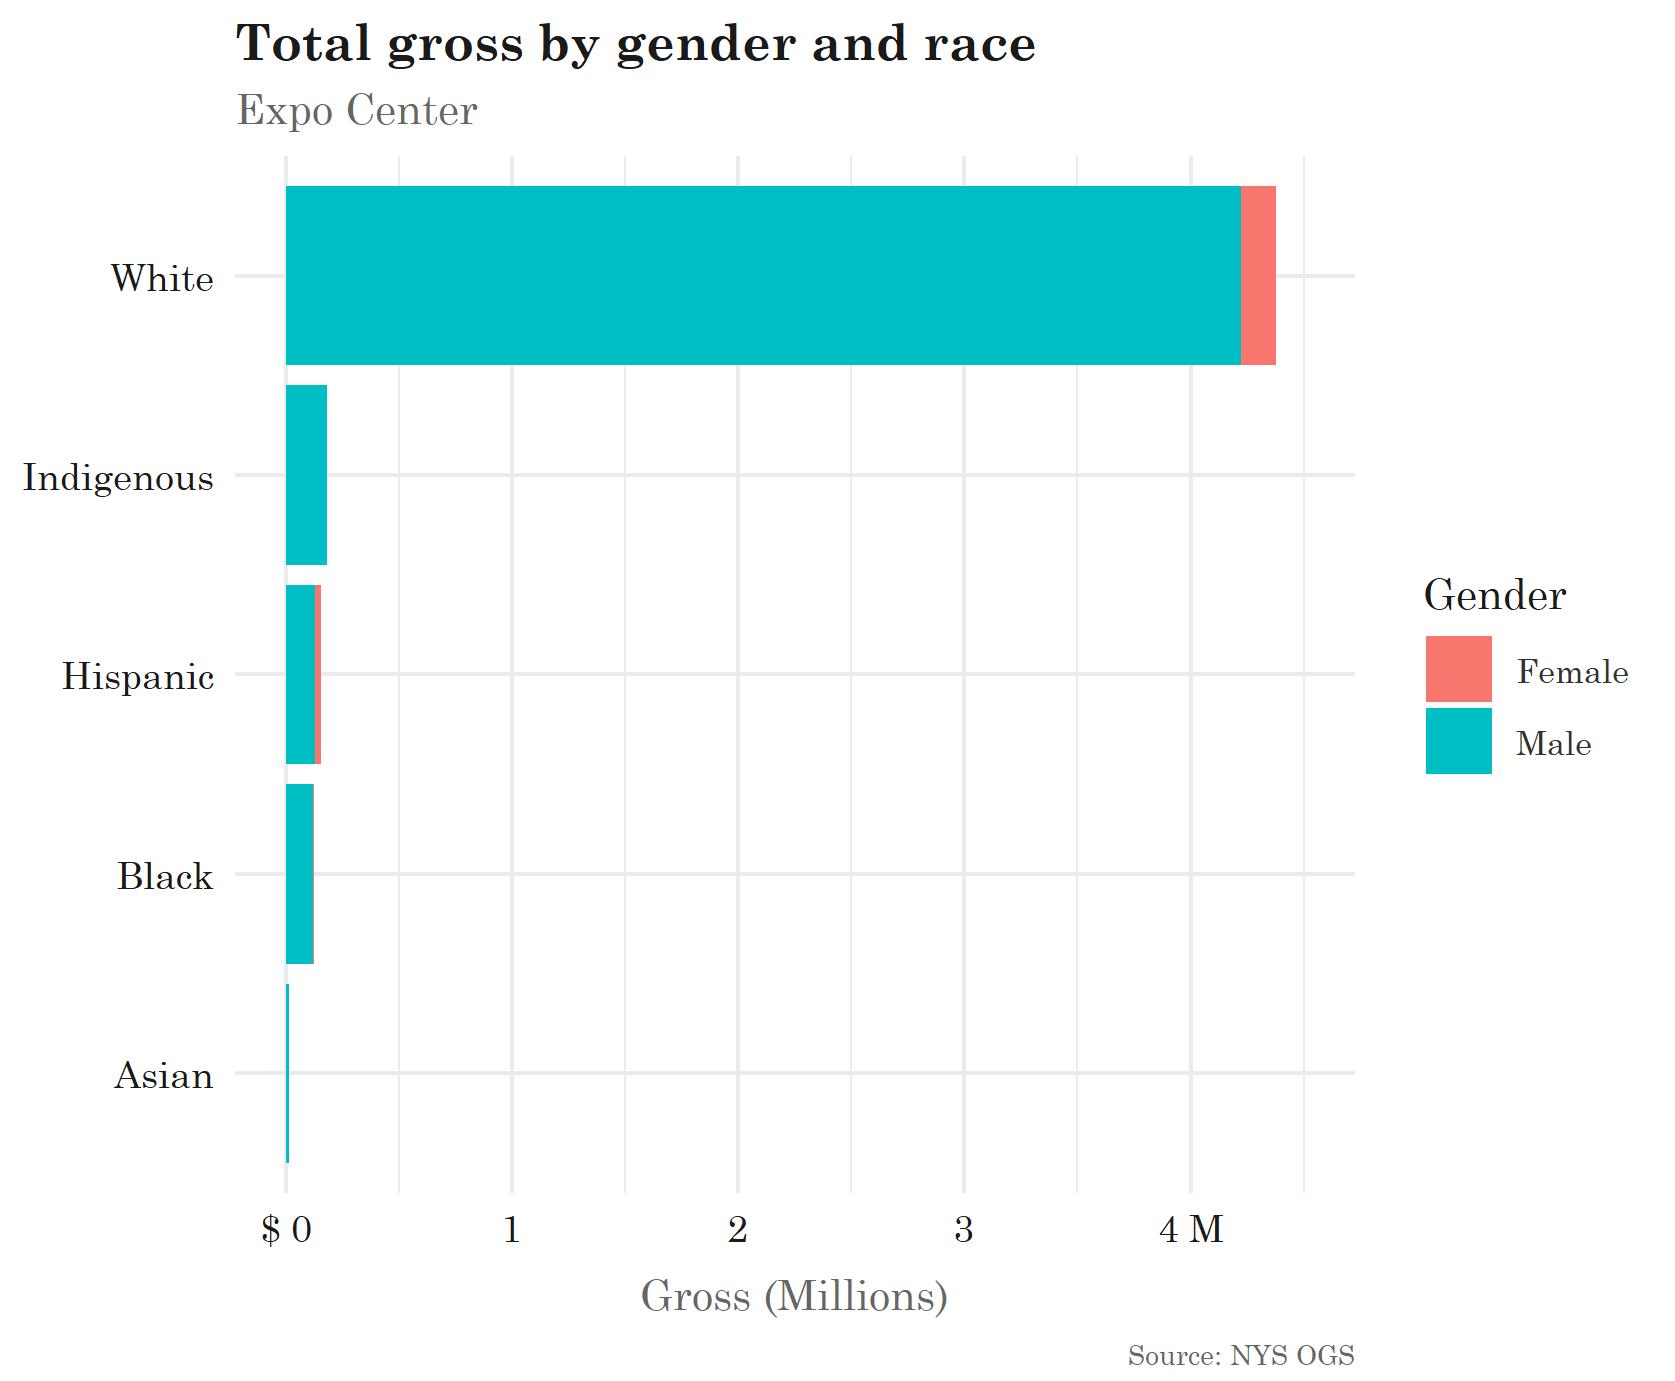 Total gross by gender and race
Expo Center
White
Indigenous
Hispanic
Black
Asian
$ 0 1 2 3 4 M
Gross (Millions)
Gender
Female
Male
Source: NYS OGS